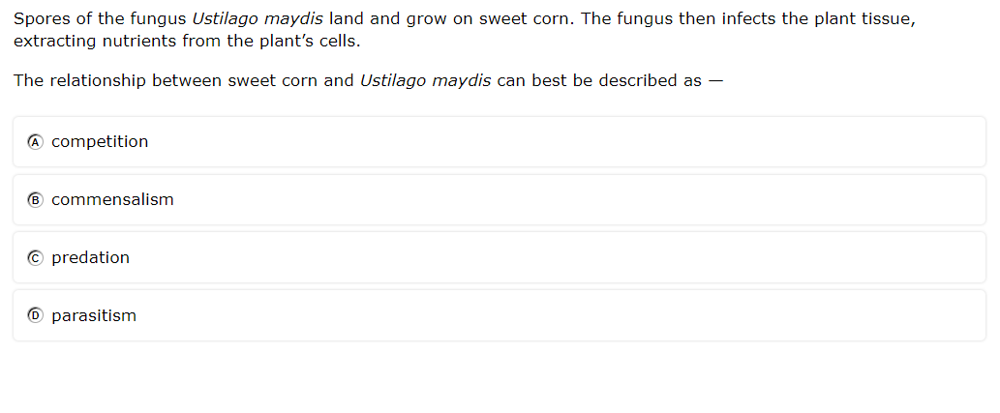 Spores of the fungus Ustilago maydis land and grow on sweet corn. The fungus then infects the plant tissue,
extracting nutrients from the plant’s cells.
The relationship between sweet corn and Ustilago maydis can best be described as —
Ⓐ competition
Ⓑ commensalism
Ⓒ predation
Ⓓ parasitism